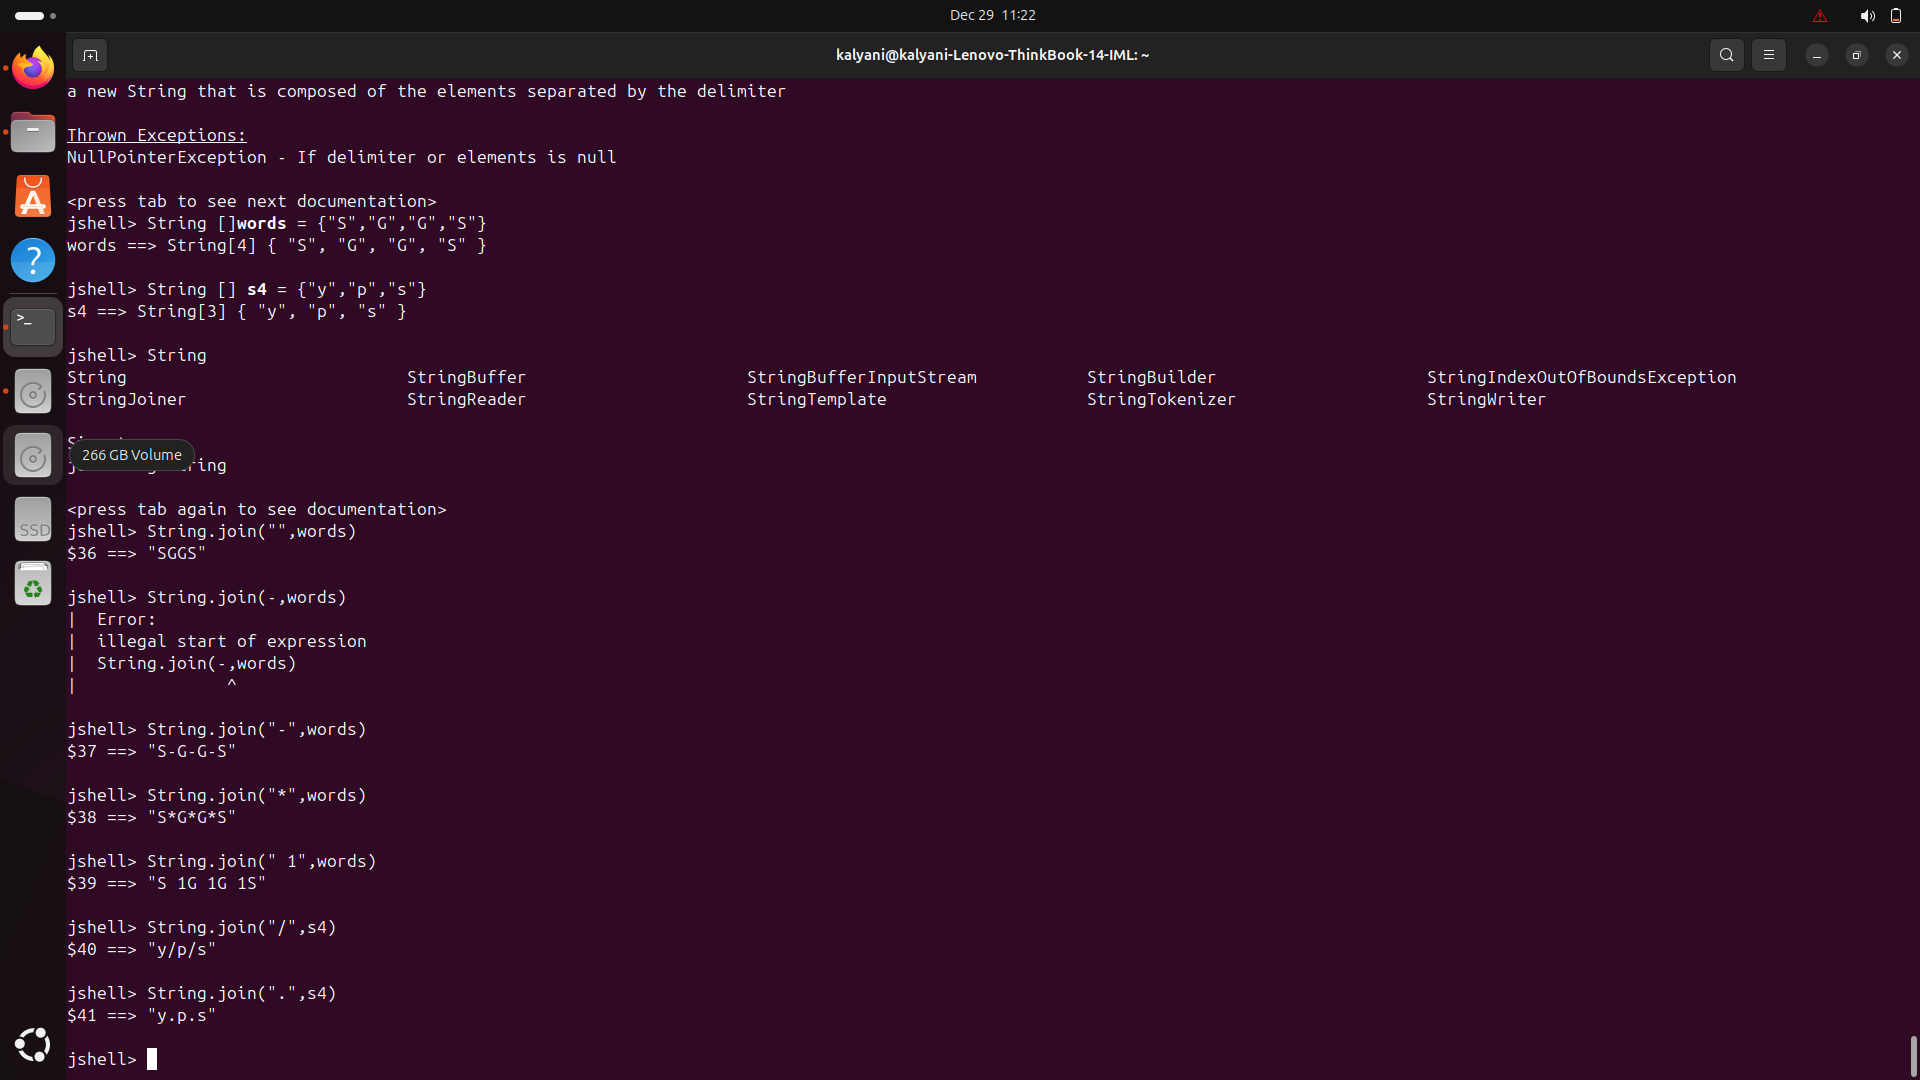 Dec 29 11:22
kalyani@kalyani-Lenovo-ThinkBook-14-IML: ~
a new String that is composed of the elements separated by the delimiter
Thrown Exceptions:
NullPointerException - If delimiter or elements is null
<press tab to see next documentation>
jshell> String []words = {"S","G","G","S"}
words ==> String[4] { "S", "G", "G", "S" }
jshell> String [] s4 = {"y","p","s"}
s4 ==> String[3] { "y", "p", "s" }
jshell> String
String StringBuffer StringBufferInputStream StringBuilder StringIndexOutOfBoundsException
StringJoiner StringReader StringTemplate StringTokenizer StringWriter
266 GB Volume
<press tab again to see documentation>
jshell> String.join("",words)
$36 ==> "SGGS"
jshell> String.join(-,words)
| Error:
| illegal start of expression
| String.join(-,words)
| ^
jshell> String.join("-",words)
$37 ==> "S-G-G-S"
jshell> String.join("*",words)
$38 ==> "S*G*G*S"
jshell> String.join(" 1",words)
$39 ==> "S 1G 1G 1S"
jshell> String.join("/",s4)
$40 ==> "y/p/s"
jshell> String.join(".",s4)
$41 ==> "y.p.s"
jshell>
SSD